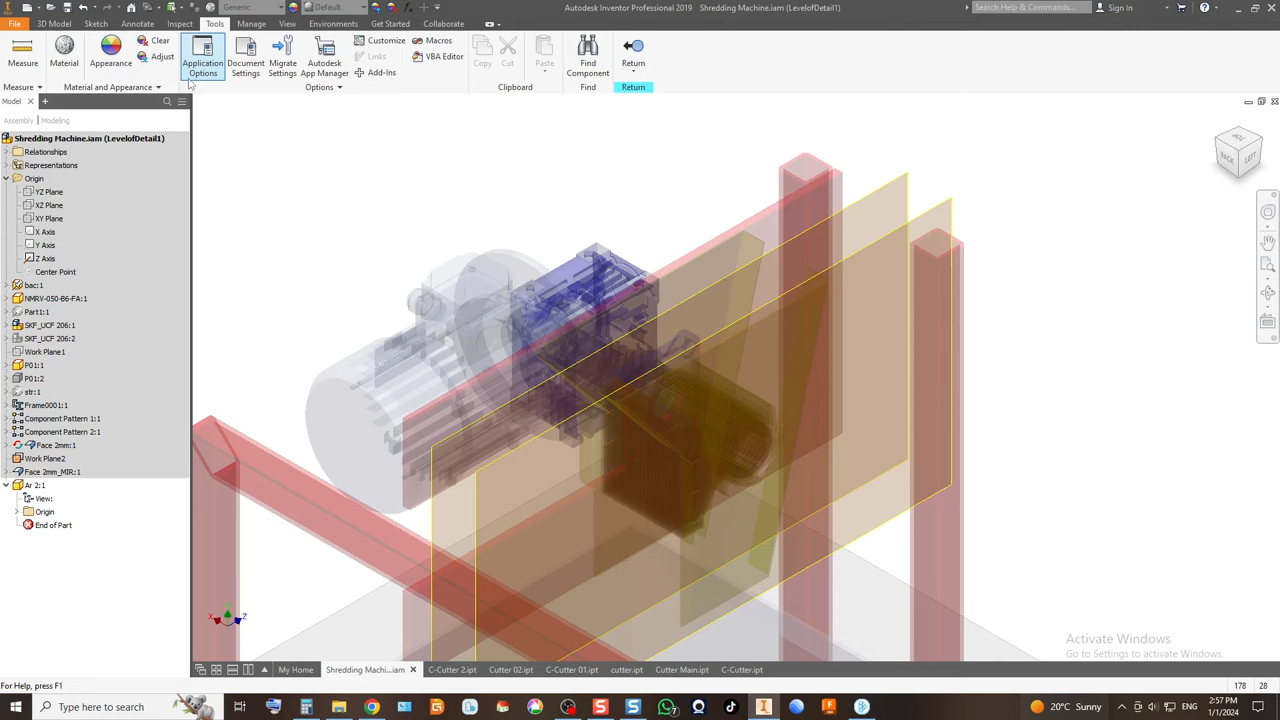 Generic
Default
Autodesk Inventor Professional 2019
Shredding Machine.iam (LevelofDetail1)
Search Help & Commands...
Sign In
File
3D Model
Sketch
Annotate
Inspect
Tools
Manage
View
Environments
Get Started
Collaborate
Measure
Material
Appearance
Clear
Adjust
Application Options
Document Settings
Migrate Settings
Autodesk App Manager
Customize
Links
Add-Ins
Macros
VBA Editor
Copy
Cut
Paste
Find Component
Return
Measure
Material and Appearance
Options
Clipboard
Find
Return
Model
Assembly
Modeling
Shredding Machine.iam (LevelofDetail1)
Relationships
Representations
Origin
YZ Plane
XZ Plane
XY Plane
X Axis
Y Axis
Z Axis
Center Point
bac:1
NMRV-050-B6-FA:1
Part1:1
SKF_UCF 206:1
SKF_UCF 206:2
Work Plane1
P01:1
P01:2
str:1
Frame0001:1
Component Pattern 1:1
Component Pattern 2:1
Face 2mm:1
Work Plane2
Face 2mm_MIR:1
Ar 2:1
View:
Origin
End of Part
TOP
BACK
LEFT
X
Z
Activate Windows
Go to Settings to activate Windows.
My Home
Shredding Machi...iam
C-Cutter 2.ipt
Cutter 02.ipt
C-Cutter 01.ipt
cutter.ipt
Cutter Main.ipt
C-Cutter.ipt
For Help, press F1
178
28
Type here to search
20°C Sunny
ENG
2:57 PM
1/1/2024